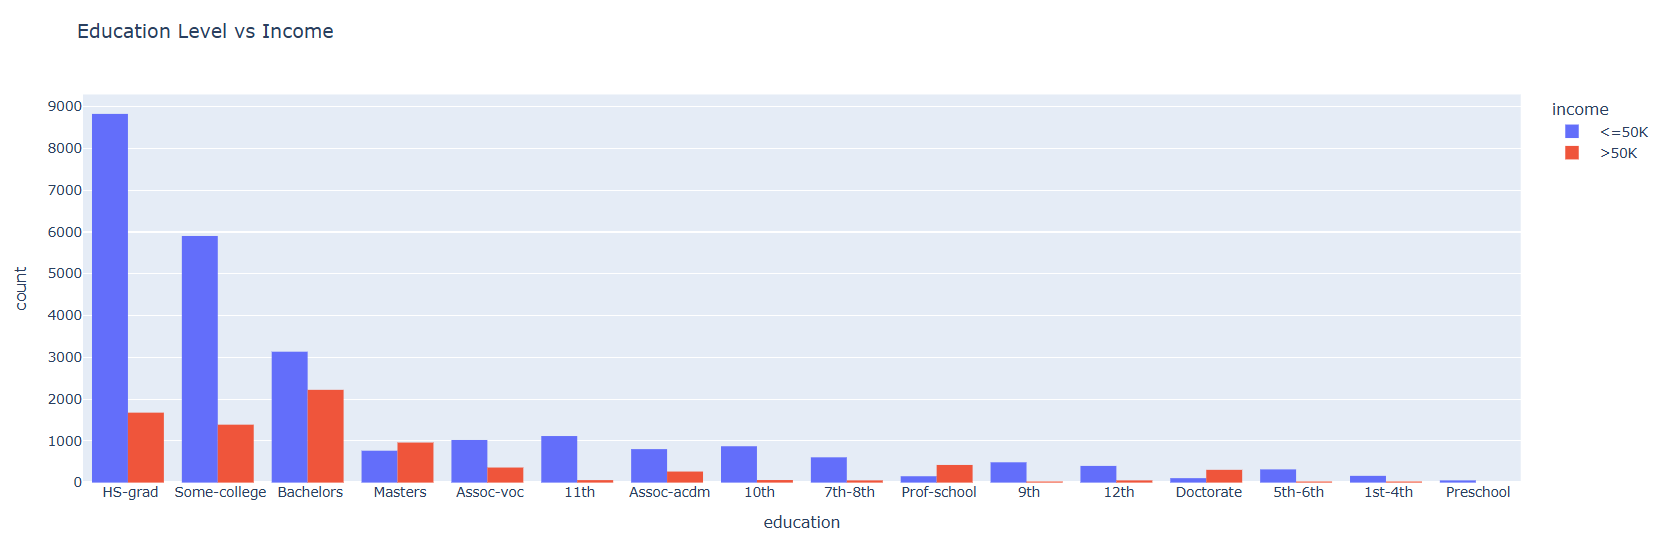 Education Level vs Income
income
<=50K
>50K
count
9000
8000
7000
6000
5000
4000
3000
2000
1000
0
HS-grad Some-college Bachelors Masters Assoc-voc 11th Assoc-acdm 10th 7th-8th Prof-school 9th 12th Doctorate 5th-6th 1st-4th Preschool
education